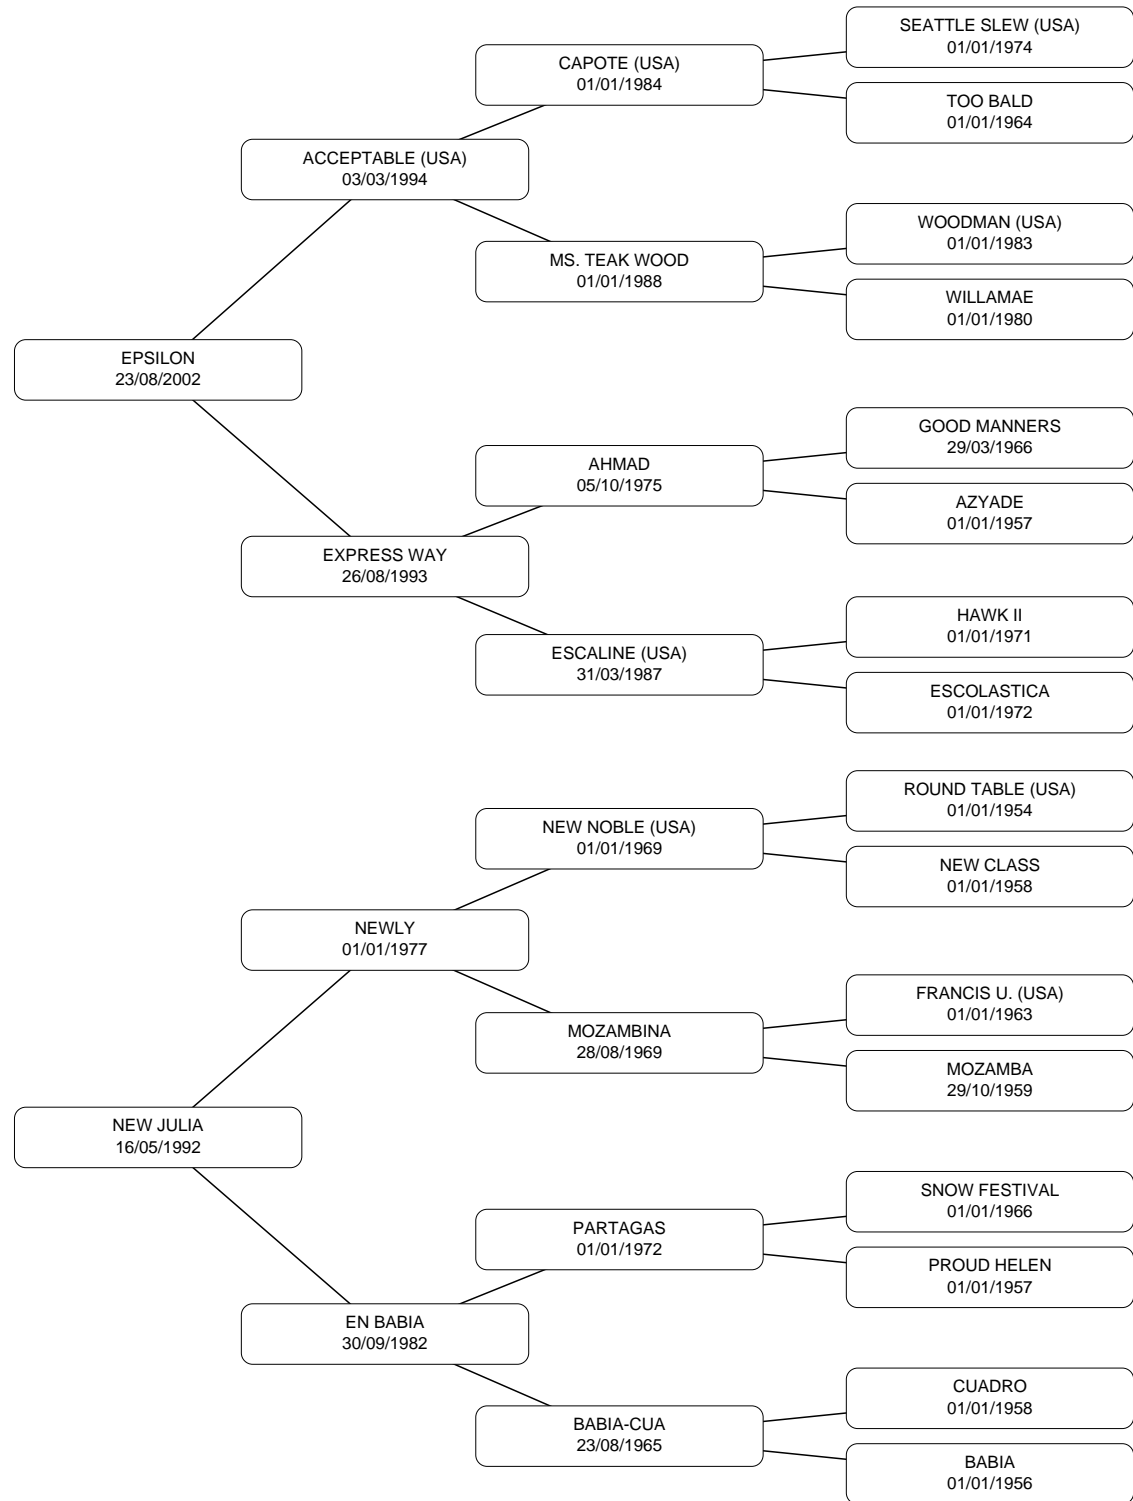 SEATTLE SLEW (USA)
01/01/1974
CAPOTE (USA)
01/01/1984
TOO BALD
01/01/1964
ACCEPTABLE (USA)
03/03/1994
WOODMAN (USA)
01/01/1983
MS. TEAK WOOD
01/01/1988
WILLAMAE
01/01/1980
EPSILON
23/08/2002
GOOD MANNERS
29/03/1966
AHMAD
05/10/1975
AZYADE
01/01/1957
EXPRESS WAY
26/08/1993
HAWK II
01/01/1971
ESCALINE (USA)
31/03/1987
ESCOLASTICA
01/01/1972
ROUND TABLE (USA)
01/01/1954
NEW NOBLE (USA)
01/01/1969
NEW CLASS
01/01/1958
NEWLY
01/01/1977
FRANCIS U. (USA)
01/01/1963
MOZAMBINA
28/08/1969
MOZAMBA
29/10/1959
NEW JULIA
16/05/1992
SNOW FESTIVAL
01/01/1966
PARTAGAS
01/01/1972
PROUD HELEN
01/01/1957
EN BABIA
30/09/1982
CUADRO
01/01/1958
BABIA-CUA
23/08/1965
BABIA
01/01/1956